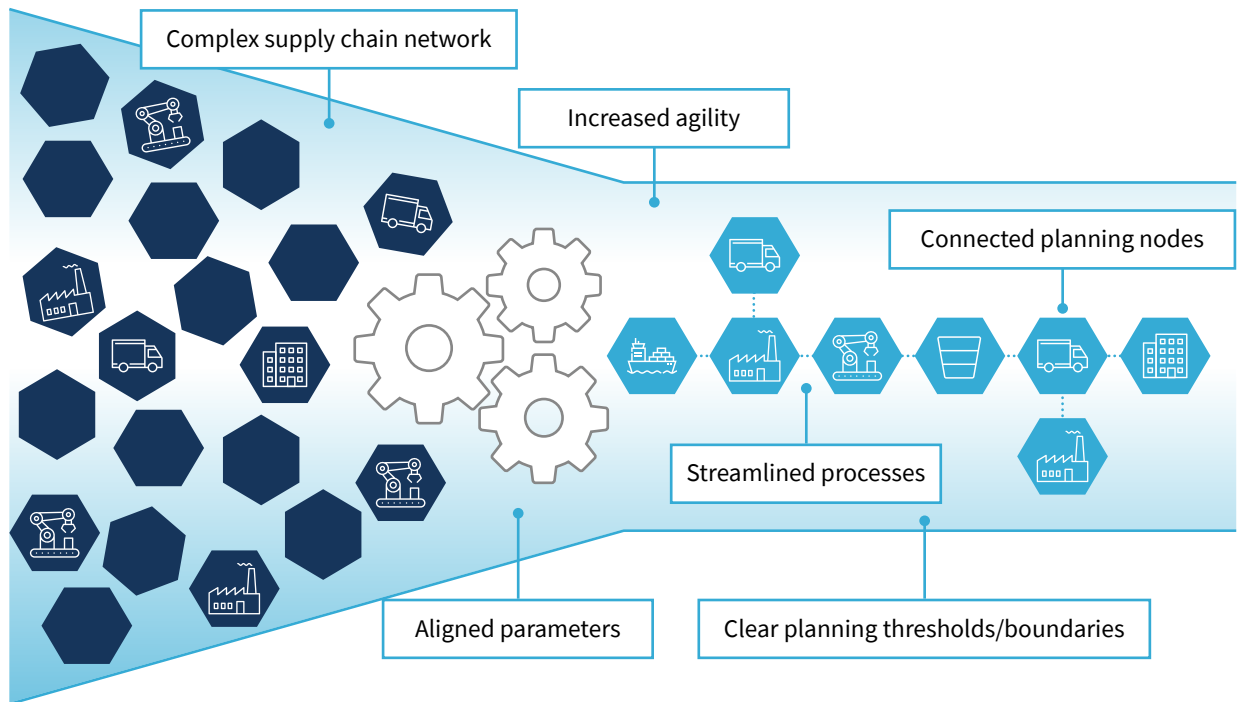 Complex supply chain network
Increased agility
Connected planning nodes
Streamlined processes
Aligned parameters
Clear planning thresholds/boundaries